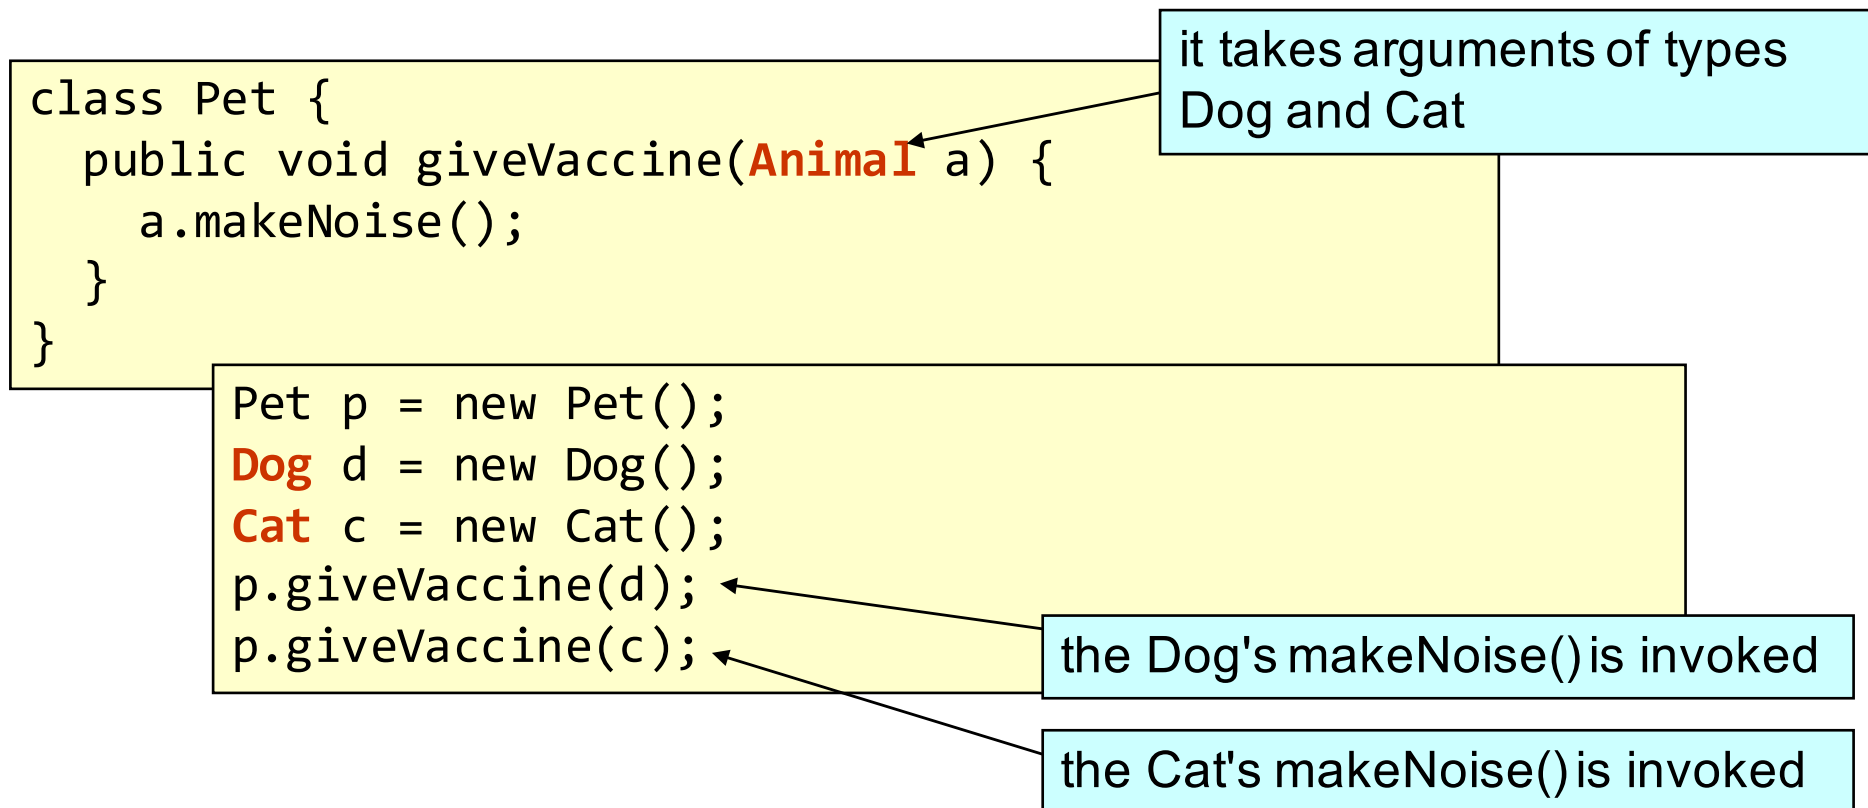 it takes arguments of types
Dog and Cat
class Pet {
  public void giveVaccine(Animal a) {
    a.makeNoise();
  }
}
Pet p = new Pet();
Dog d = new Dog();
Cat c = new Cat();
p.giveVaccine(d);
p.giveVaccine(c);
the Dog's makeNoise() is invoked
the Cat's makeNoise() is invoked